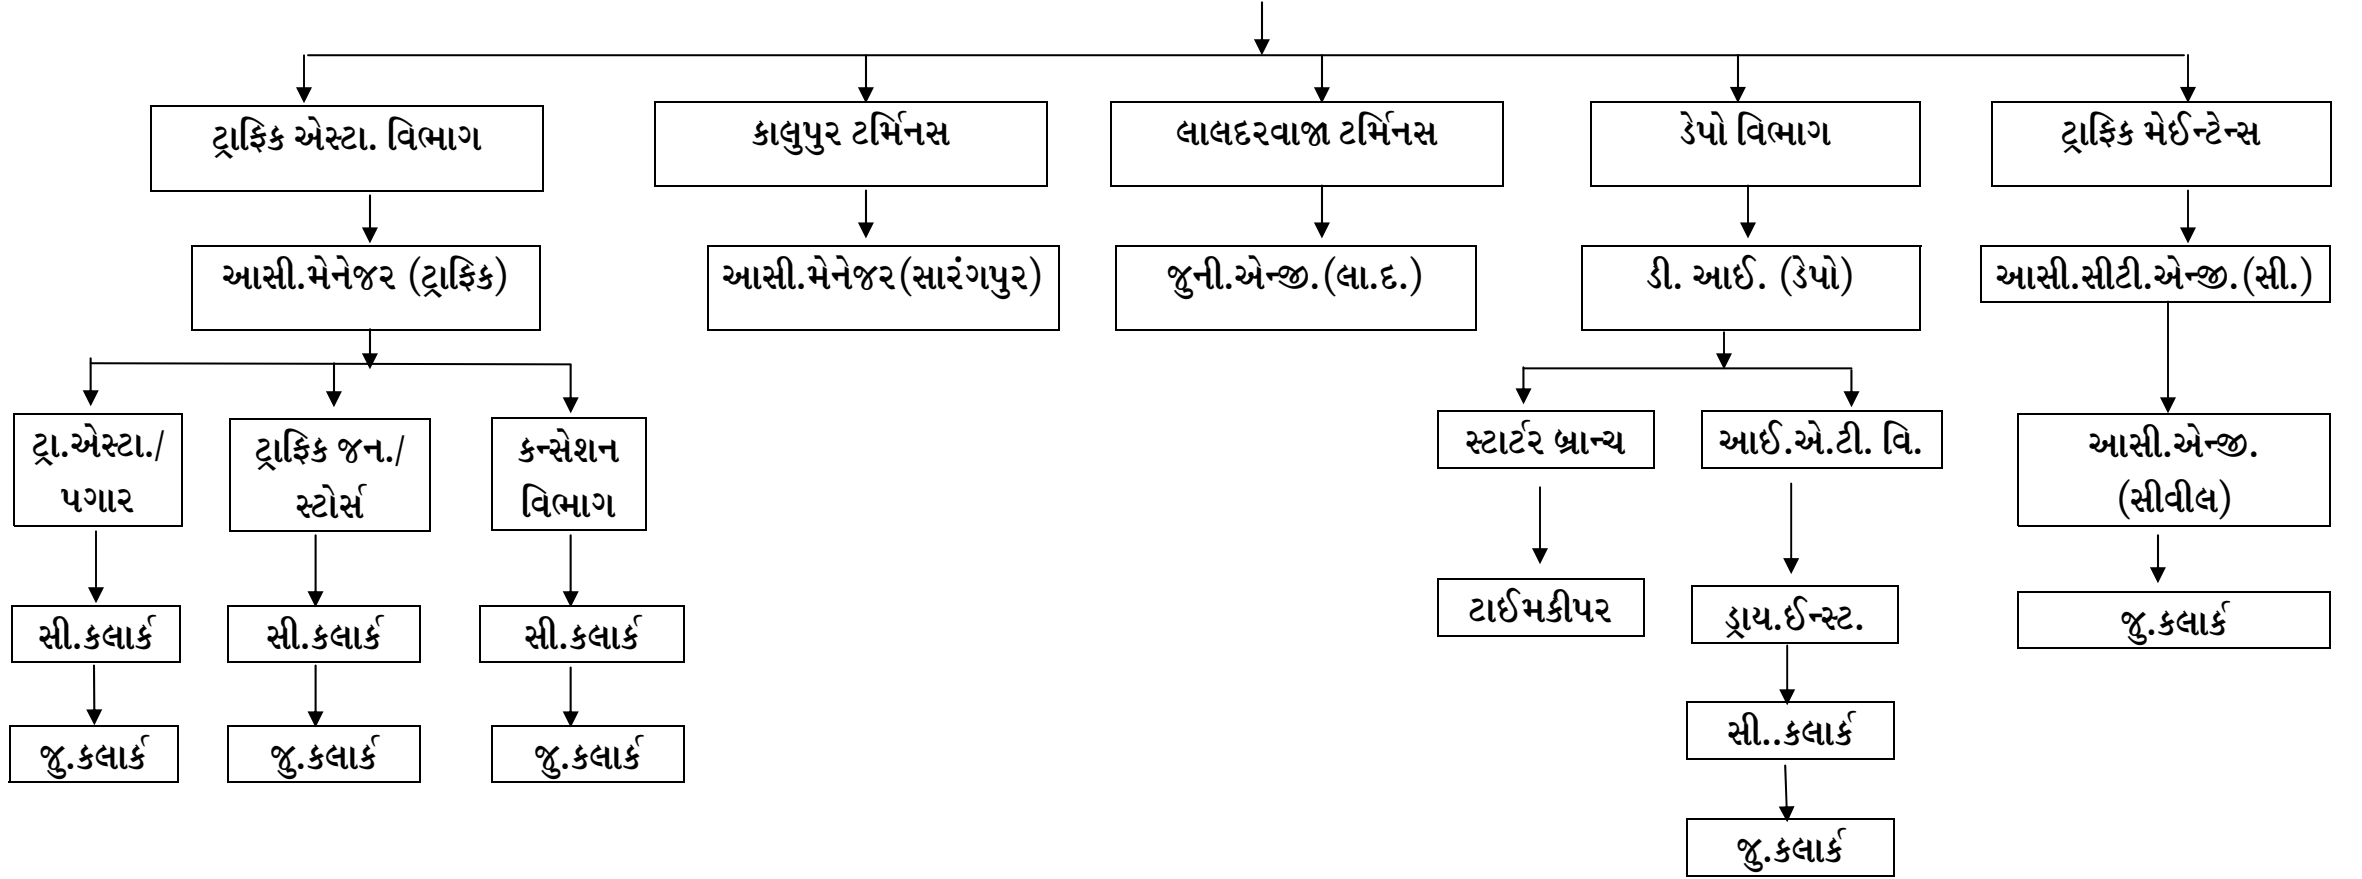 ટ્રાફિક એસ્ટા. વિભાગ
કાલુપુર ટર્મિનસ
લાલદરવાજા ટર્મિનસ
ડેપો વિભાગ
ટ્રાફિક મેઈન્ટેન્સ
આસી.મેનેજર (ટ્રાફિક)
આસી.મેનેજર(સારંગપુર)
જુની.એન્જી.(લા.દ.)
ડી. આઈ. (ડેપો)
આસી.સીટી.એન્જી.(સી.)
ટ્રા.એસ્ટા./
પગાર
ટ્રાફિક જન./
સ્ટોર્સ
કન્સેશન
વિભાગ
સ્ટાર્ટર બ્રાન્ચ
આઈ.એ.ટી. વિ.
આસી.એન્જી.
(સીવીલ)
ટાઈમકીપર
ડ્રાય.ઈન્સ્ટ.
જુ.કલાર્ક
સી.કલાર્ક
સી.કલાર્ક
સી.કલાર્ક
સી..કલાર્ક
જુ.કલાર્ક
જુ.કલાર્ક
જુ.કલાર્ક
જુ.કલાર્ક